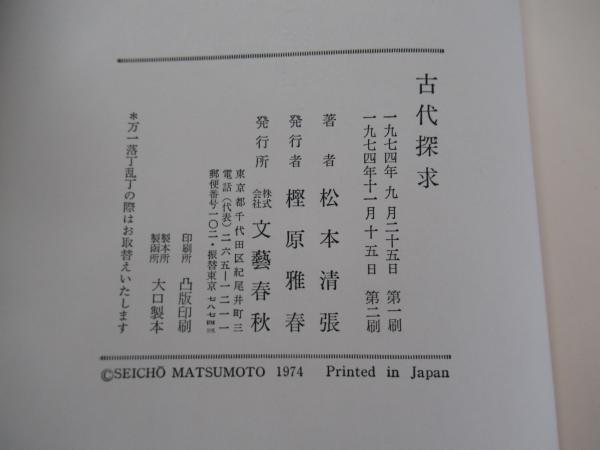 古代探求
一九七四年 九月二十五日 第一刷
一九七四年十一月十五日 第二刷
著者 松本清張
発行者 樫原雅春
発行所 株式会社 文藝春秋
東京都千代田区紀尾井町三
電話(代表)二六五―一二一一
郵便番号一〇二・振替東京
印刷所 凸版印刷
製本所 製函所 大口製本
*万一落丁乱丁の際はお取替えいたします
©SEICHŌ MATSUMOTO 1974 Printed in Japan